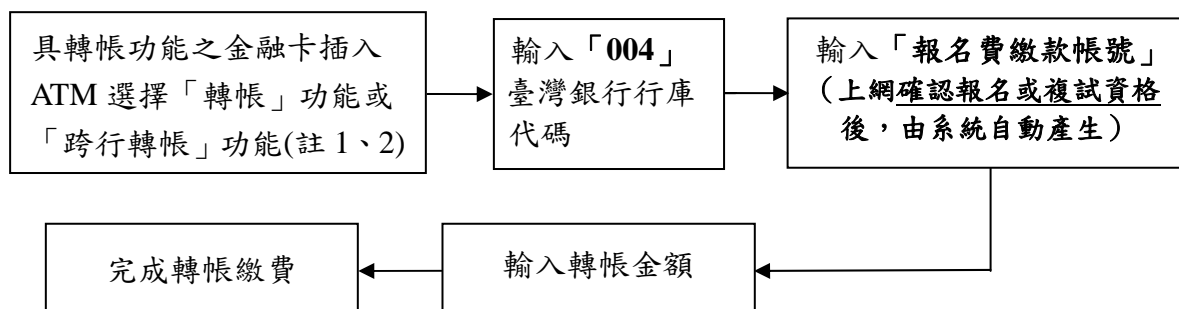 具轉帳功能之金融卡插入
ATM 選擇「轉帳」功能或
「跨行轉帳」功能(註 1、2)
輸入「004」
臺灣銀行行庫
代碼
輸入「報名費繳款帳號」
(上網確認報名或複試資格
後，由系統自動產生)
輸入轉帳金額
完成轉帳繳費